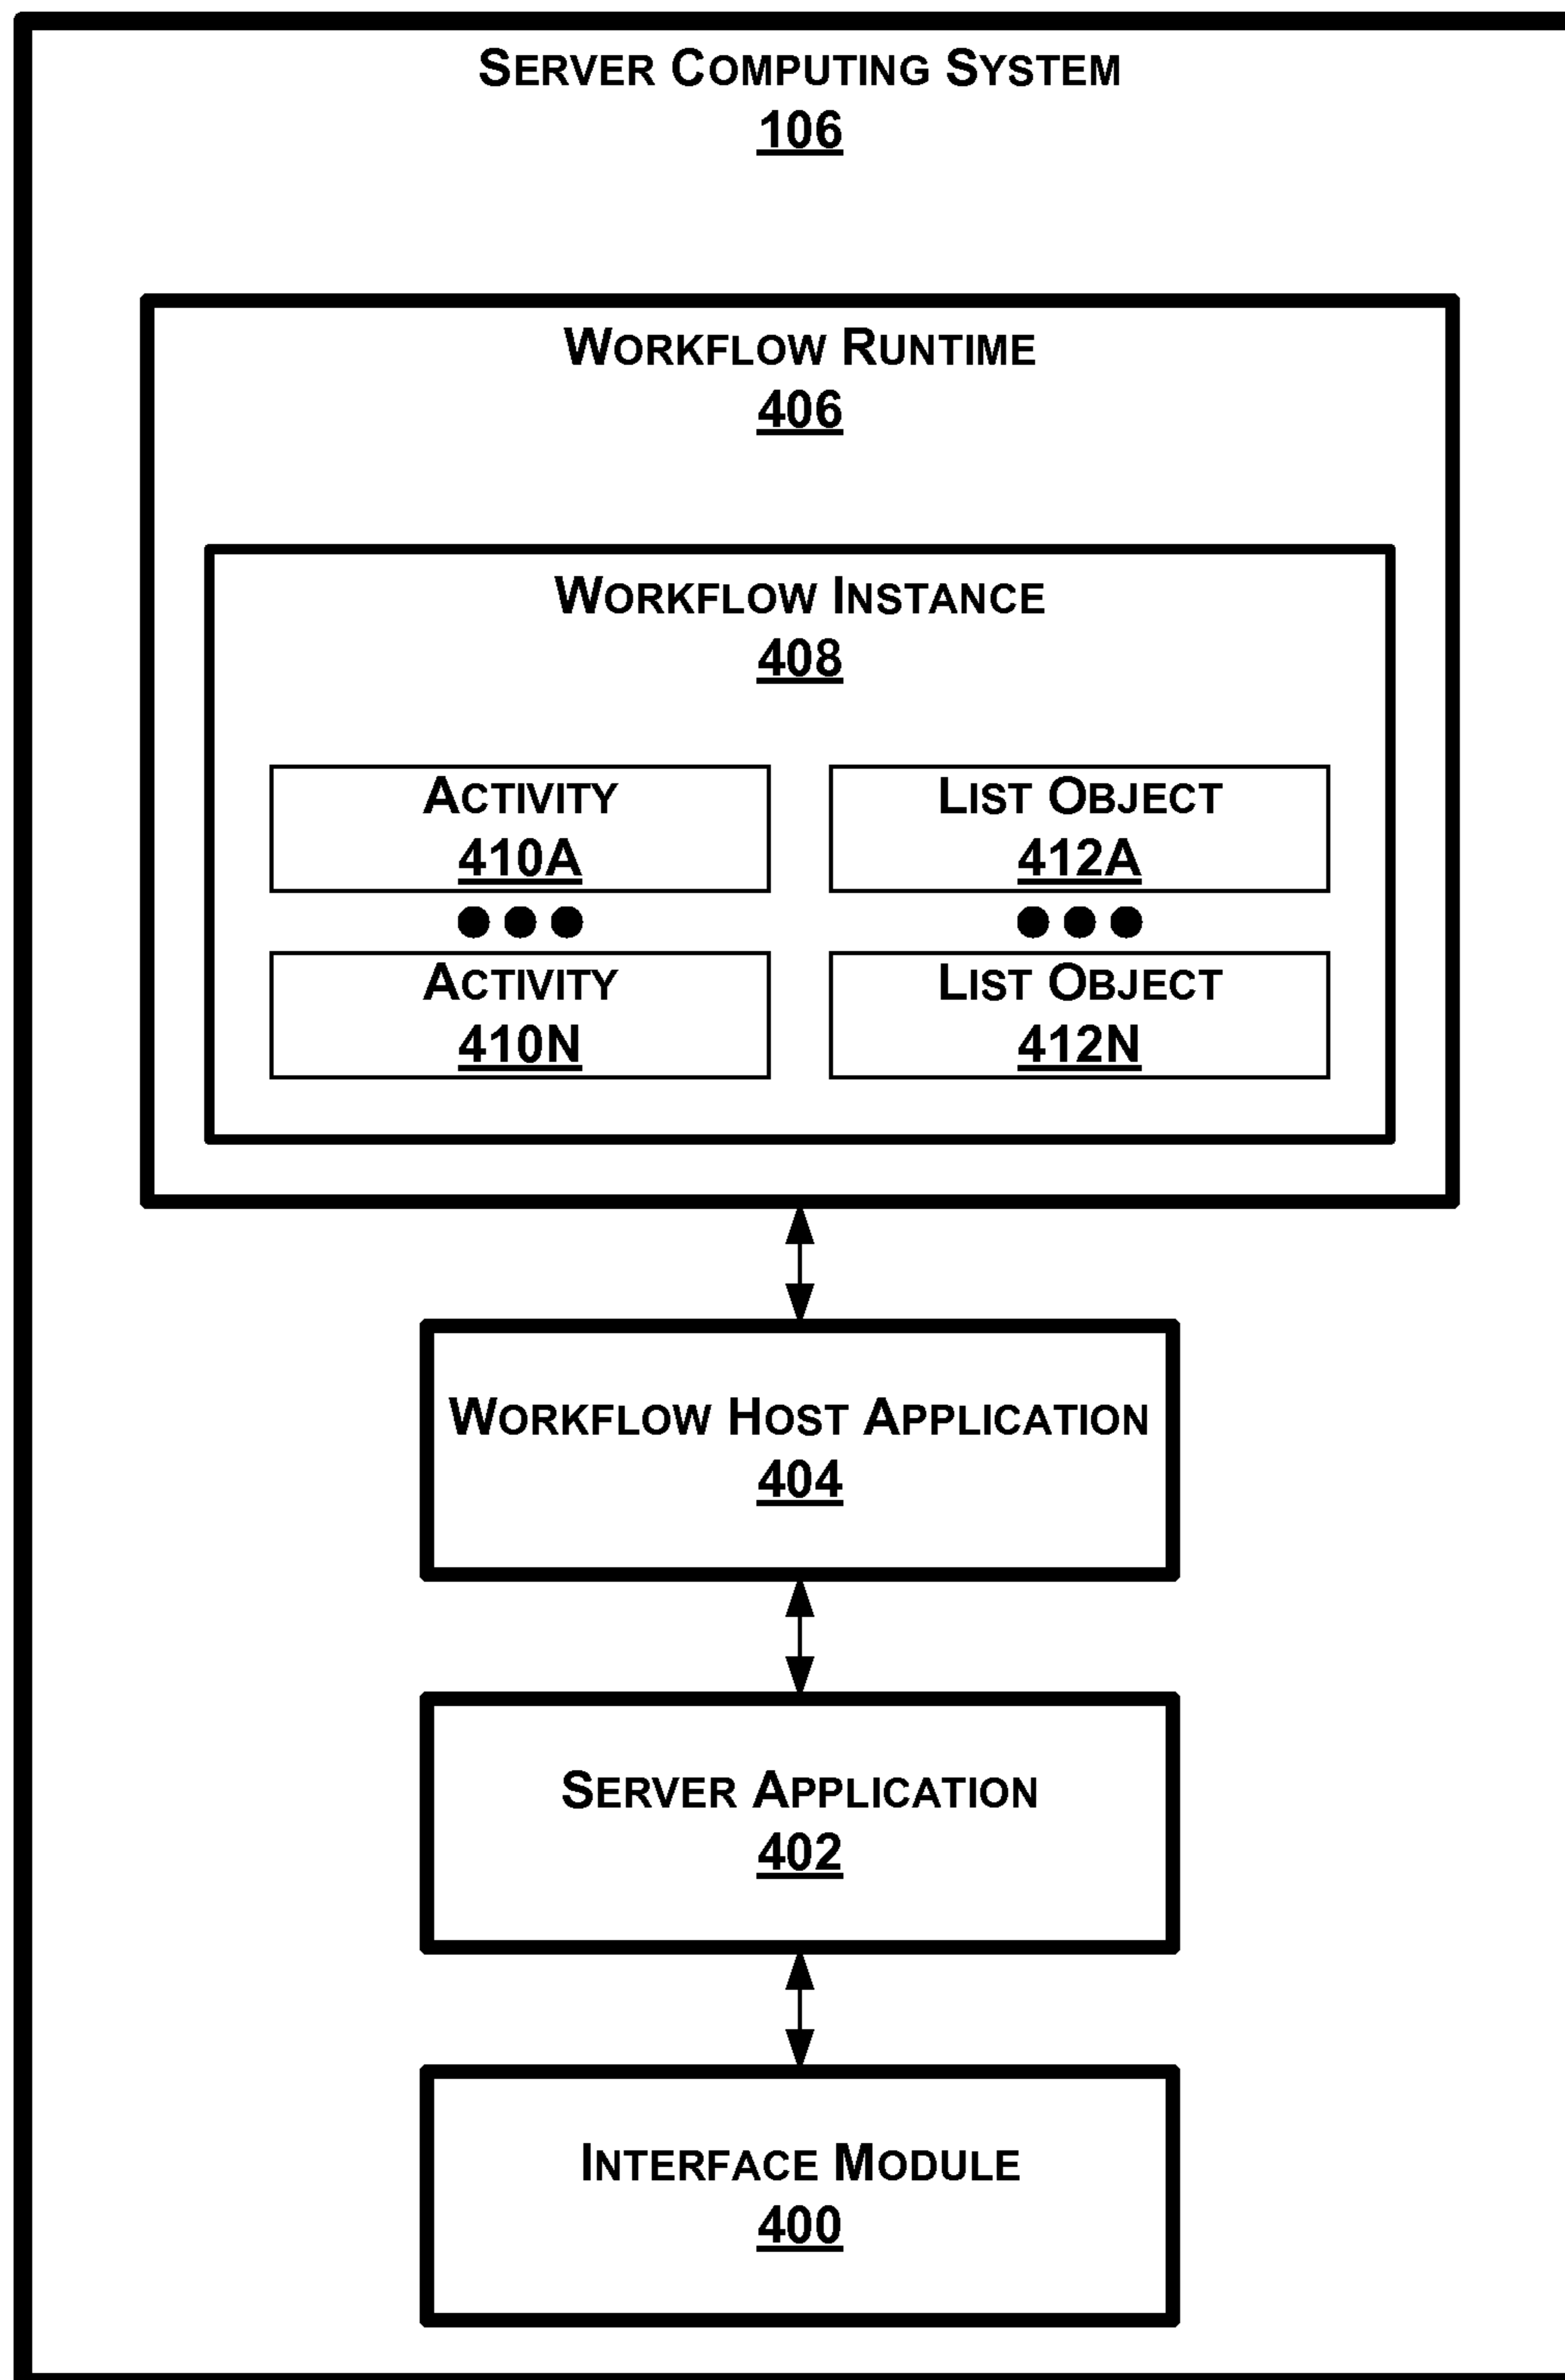 SERVER COMPUTING SYSTEM
106
WORKFLOW RUNTIME
406
WORKFLOW INSTANCE
408
ACTIVITY
410A
LIST OBJECT
412A
ACTIVITY
410N
LIST OBJECT
412N
WORKFLOW HOST APPLICATION
404
SERVER APPLICATION
402
INTERFACE MODULE
400